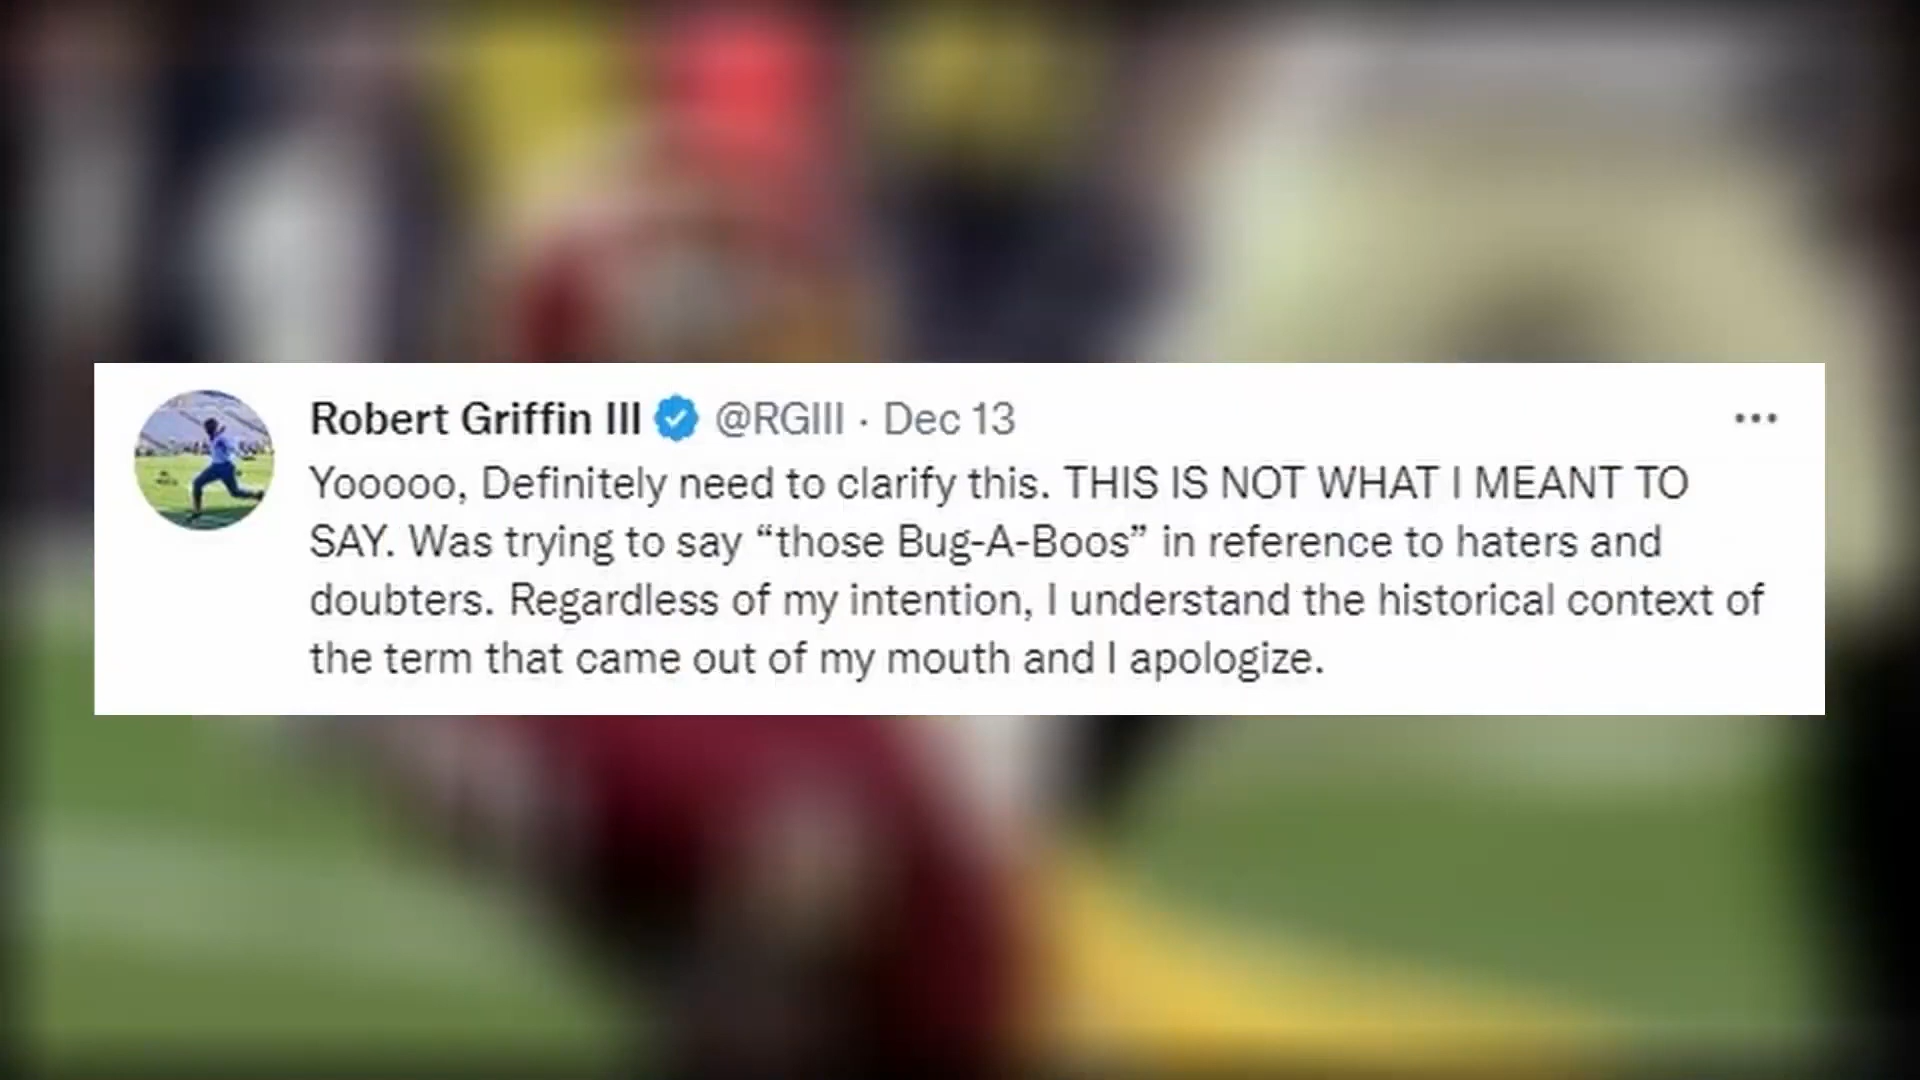 Robert Griffin III @RGIII · Dec 13
Yooooo, Definitely need to clarify this. THIS IS NOT WHAT I MEANT TO
SAY. Was trying to say “those Bug-A-Boos” in reference to haters and
doubters. Regardless of my intention, I understand the historical context of
the term that came out of my mouth and I apologize.